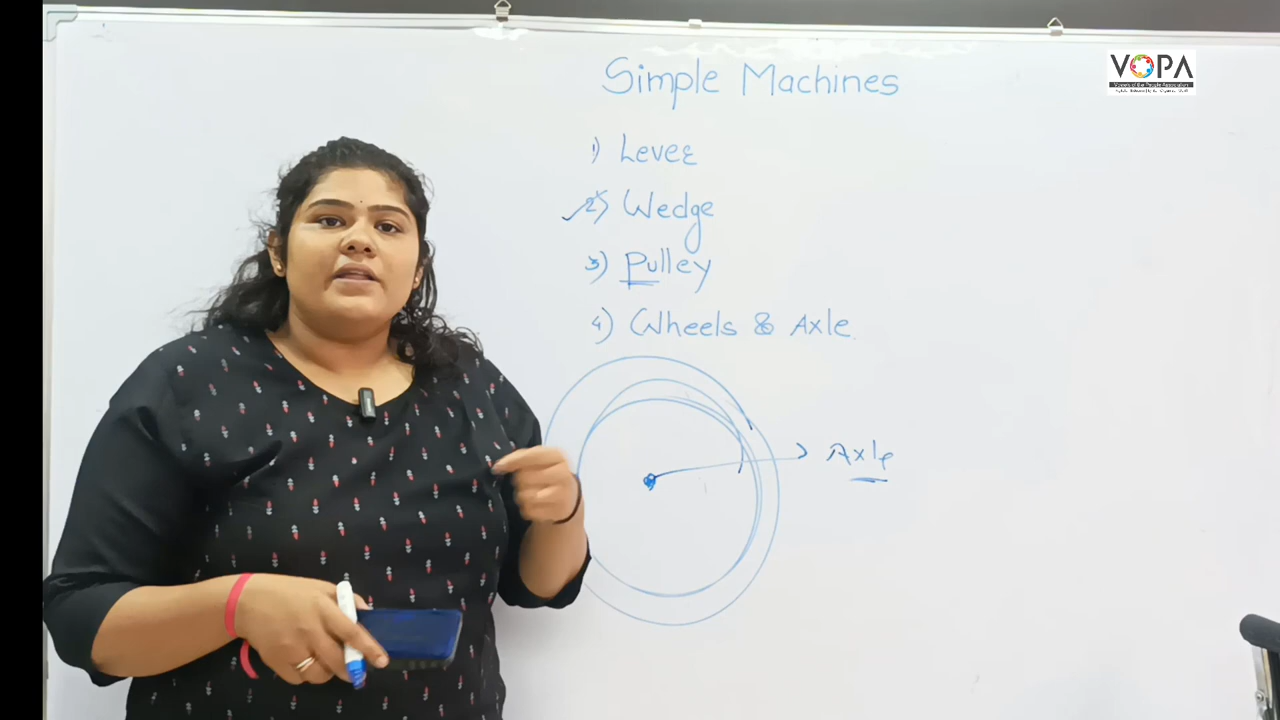 VOPA
Simple Machines
1) Lever
2) Wedge
3) Pulley
4) Wheels & Axle
Axle